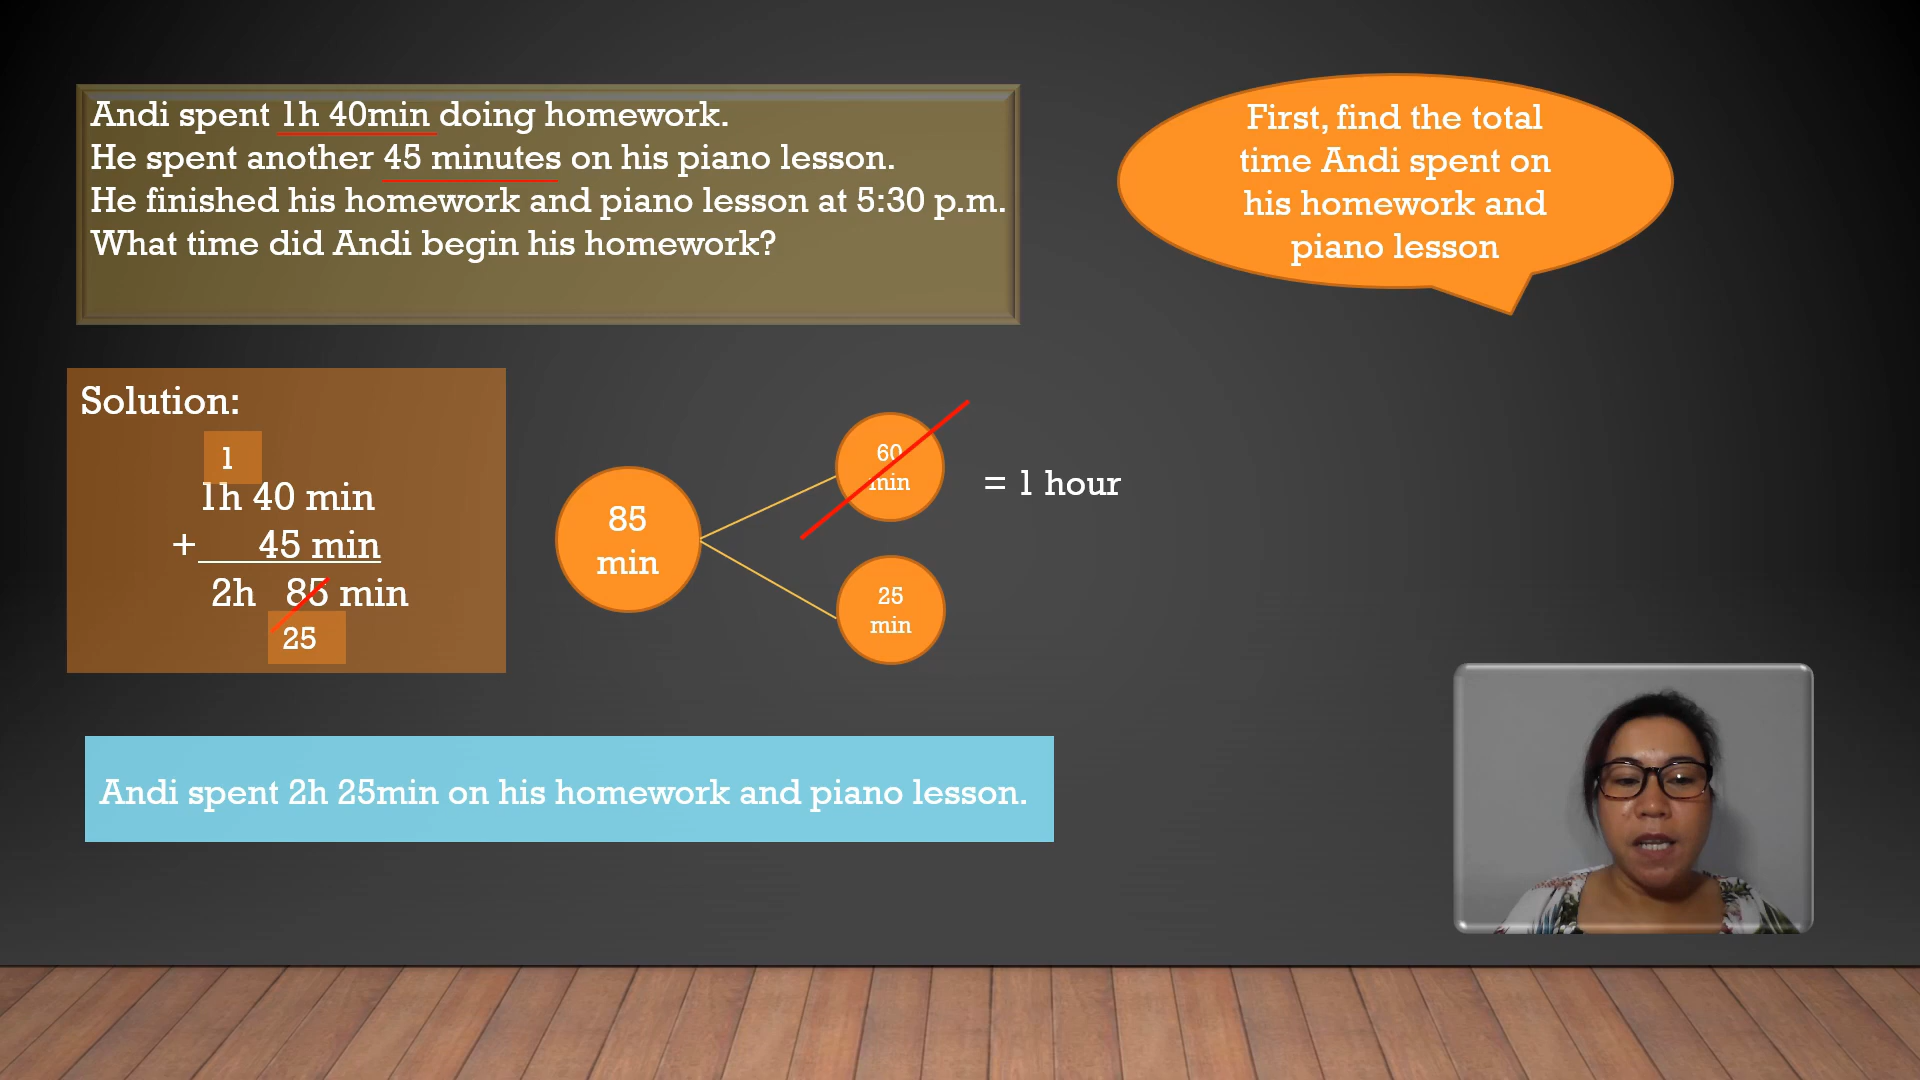 Andi spent 1h 40min doing homework.
He spent another 45 minutes on his piano lesson.
He finished his homework and piano lesson at 5:30 p.m.
What time did Andi begin his homework?
First, find the total
time Andi spent on
his homework and
piano lesson
Solution:
1
1h 40 min
+ 45 min
2h 85 min
25
85
min
60
min
= 1 hour
25
min
Andi spent 2h 25min on his homework and piano lesson.